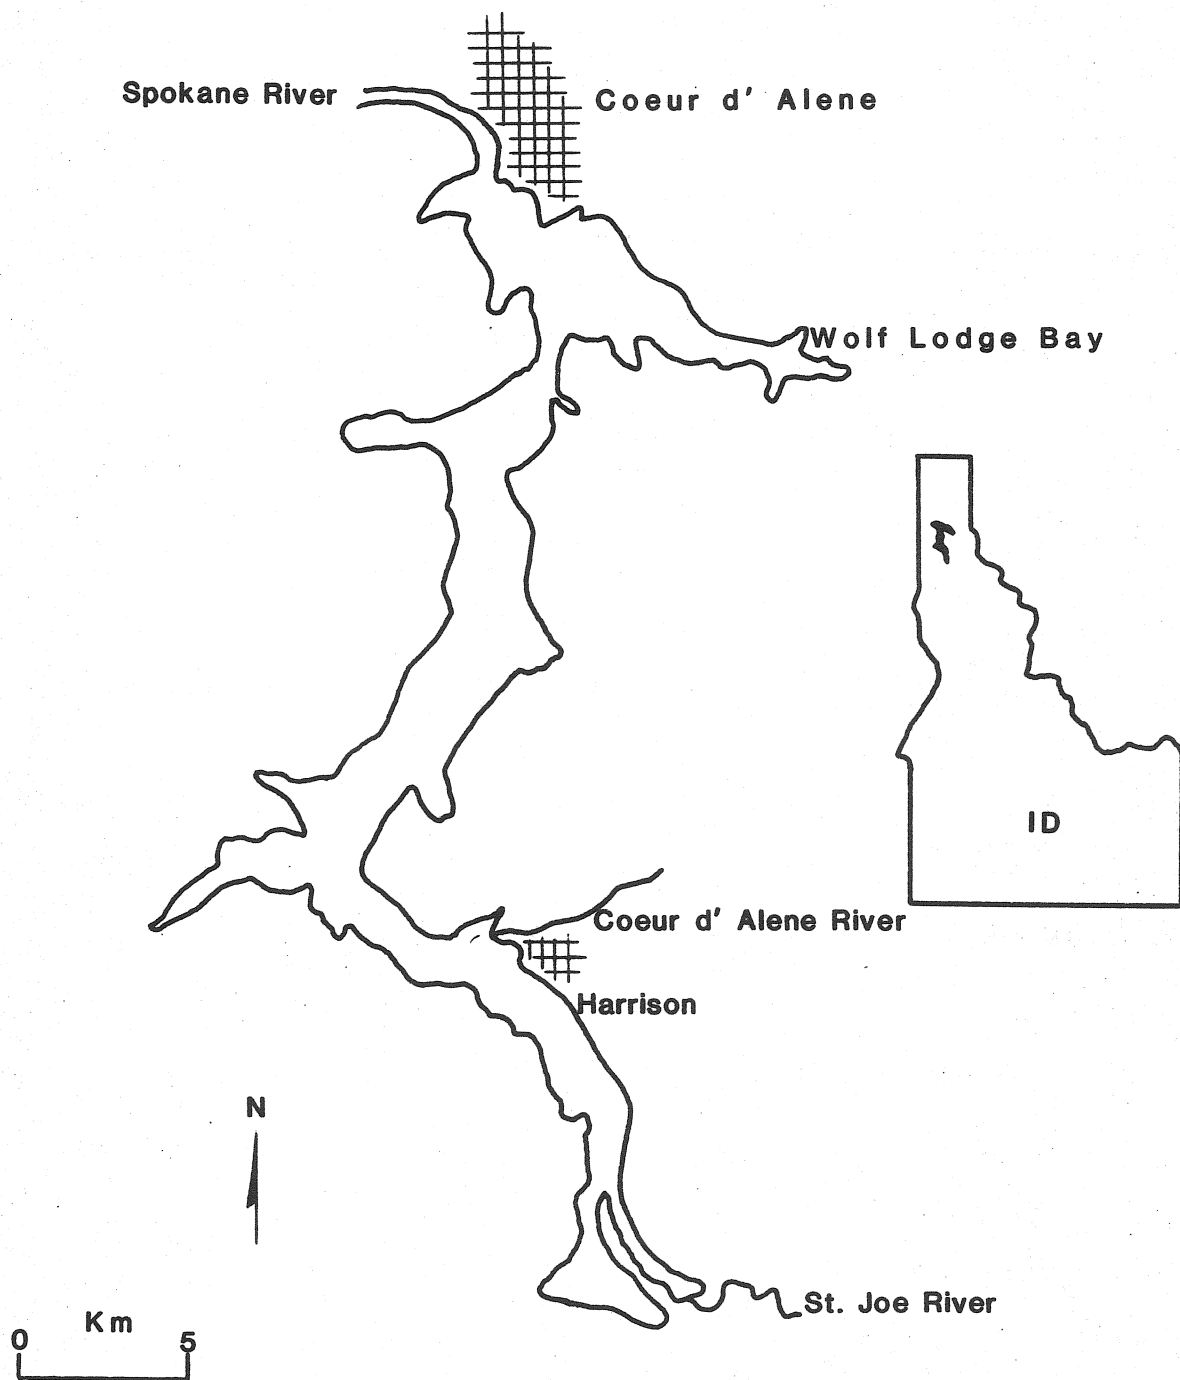 Spokane River
Coeur d' Alene
Wolf Lodge Bay
ID
Coeur d' Alene River
Harrison
N
St. Joe River
Km
0 5